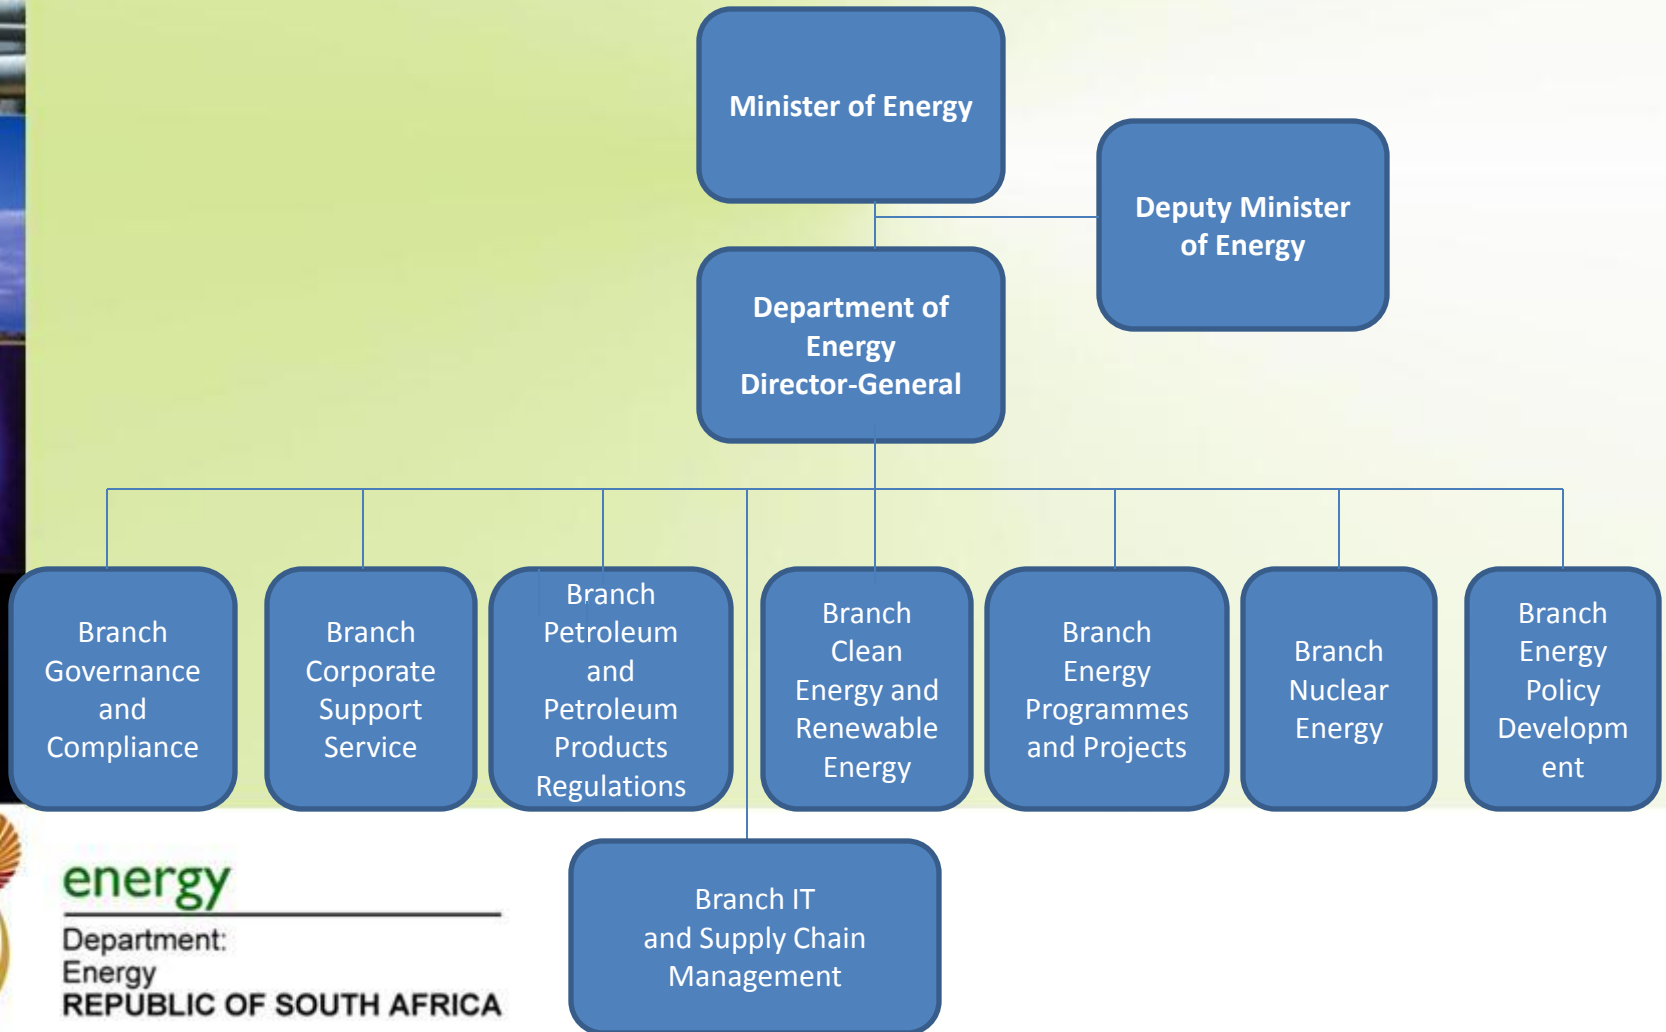 Minister of Energy
Deputy Minister
of Energy
Department of
Energy
Director-General
Branch
Governance
and
Compliance
Branch
Corporate
Support
Service
Branch
Petroleum
and
Petroleum
Products
Regulations
Branch
Clean
Energy and
Renewable
Energy
Branch
Energy
Programmes
and Projects
Branch
Nuclear
Energy
Branch
Energy
Policy
Developm
ent
Branch IT
and Supply Chain
Management
energy
Department:
Energy
REPUBLIC OF SOUTH AFRICA